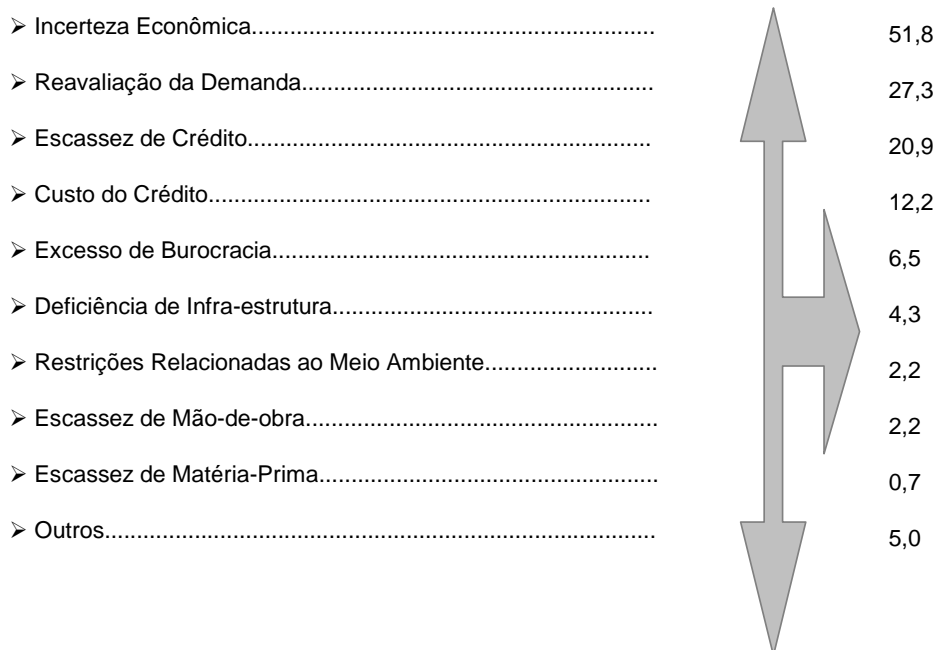 ➢ Incerteza Econômica............................................................... 51,8
➢ Reavaliação da Demanda....................................................... 27,3
➢ Escassez de Crédito............................................................... 20,9
➢ Custo do Crédito..................................................................... 12,2
➢ Excesso de Burocracia........................................................... 6,5
➢ Deficiência de Infra-estrutura.................................................. 4,3
➢ Restrições Relacionadas ao Meio Ambiente........................... 2,2
➢ Escassez de Mão-de-obra....................................................... 2,2
➢ Escassez de Matéria-Prima..................................................... 0,7
➢ Outros...................................................................................... 5,0